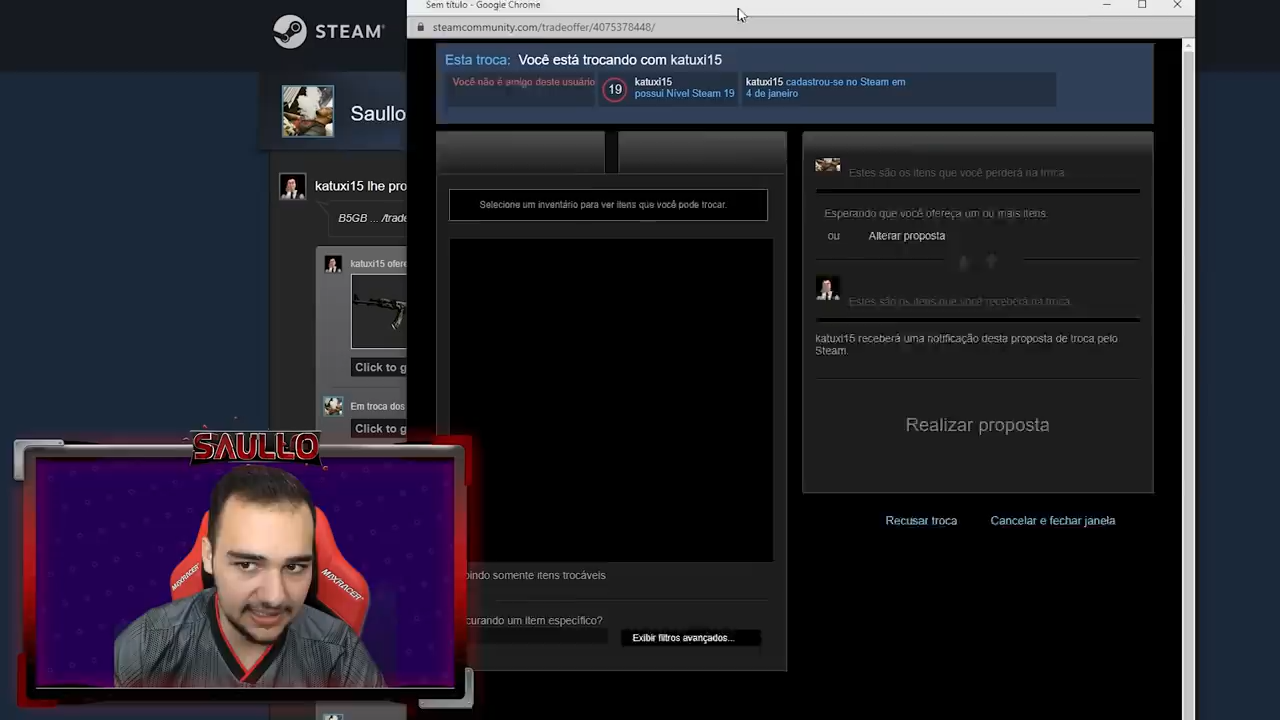 Sem título - Google Chrome
steamcommunity.com/tradeoffer/4075378448/
STEAM
Saullo
katuxi15 lhe pro
B5GB ... /trade
katuxi15 ofere
Click to g
Em troca dos
Click to g
Esta troca: Você está trocando com katuxi15
Você não é amigo deste usuário
19
katuxi15
possui Nível Steam 19
katuxi15 cadastrou-se no Steam em
4 de janeiro
Selecione um inventário para ver itens que você pode trocar.
bindo somente itens trocáveis
curando um item específico?
Exibir filtros avançados...
Estes são os itens que você perderá na troca.
Esperando que você ofereça um ou mais itens.
ou Alterar proposta
Estes são os itens que você receberá na troca.
katuxi15 receberá uma notificação desta proposta de troca pelo
Steam.
Realizar proposta
Recusar troca
Cancelar e fechar janela
SAULLO
MAXRACER
MAXRACER